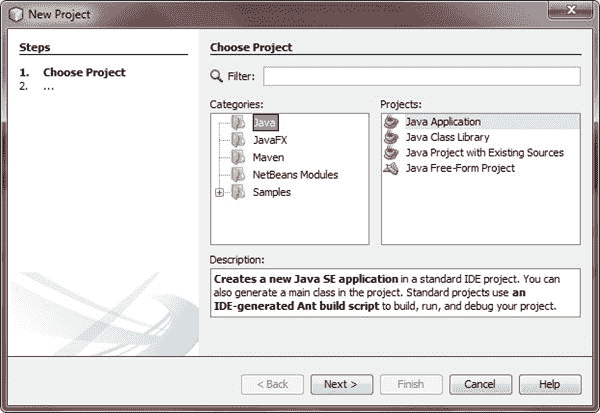 New Project
Steps
1. Choose Project
2. ...
Choose Project
Filter:
Categories:
Java
JavaFX
Maven
NetBeans Modules
Samples
Projects:
Java Application
Java Class Library
Java Project with Existing Sources
Java Free-Form Project
Description:
Creates a new Java SE application in a standard IDE project. You can
also generate a main class in the project. Standard projects use an
IDE-generated Ant build script to build, run, and debug your project.
< Back
Next >
Finish
Cancel
Help